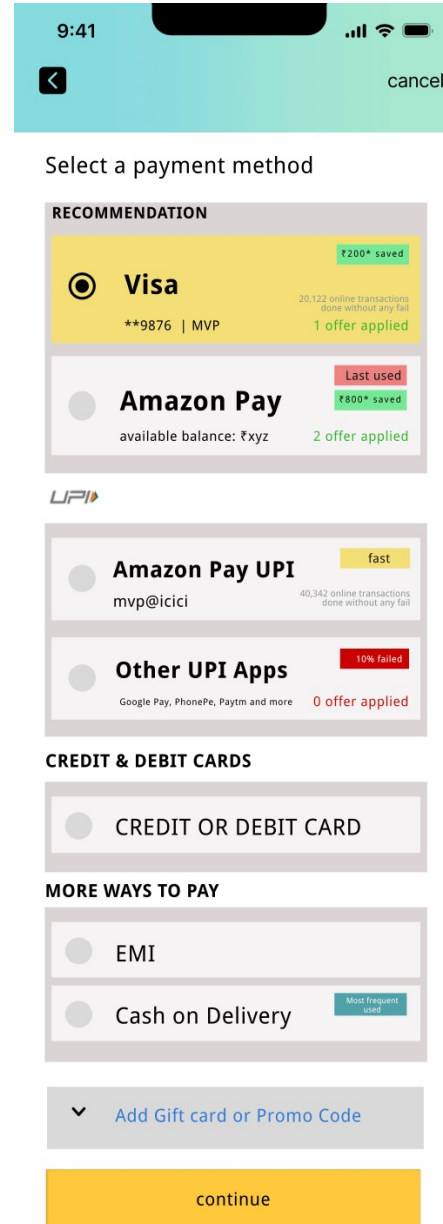 9:41
cancel
Select a payment method
RECOMMENDATION
₹200* saved
Visa
20,122 online transactions
done without any fail
**9876 | MVP
1 offer applied
Last used
Amazon Pay
₹800* saved
available balance: ₹xyz
2 offer applied
UPI
fast
Amazon Pay UPI
40,342 online transactions
done without any fail
mvp@icici
10% failed
Other UPI Apps
Google Pay, PhonePe, Paytm and more
0 offer applied
CREDIT & DEBIT CARDS
CREDIT OR DEBIT CARD
MORE WAYS TO PAY
EMI
Most frequent
used
Cash on Delivery
Add Gift card or Promo Code
continue